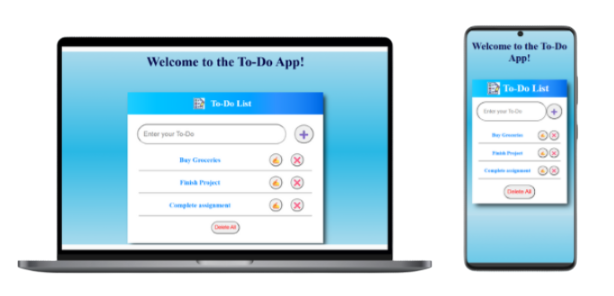 Welcome to the To-Do App!
To-Do List
Enter your To-Do
Buy Groceries
Finish Project
Complete assignment
Delete All
Welcome to the To-Do
App!
To-Do List
Enter your To-Do
Buy Groceries
Finish Project
Complete assignment
Delete All